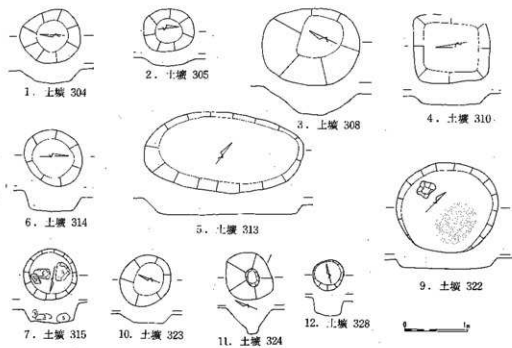 1. 土壙 304
2. 土壙 305
3. 土壙 308
4. 土壙 310
6. 土壙 314
5. 土壙 313
9. 土壙 322
7. 土壙 315
10. 土壙 323
11. 土壙 324
12. 土壙 328
0 1m